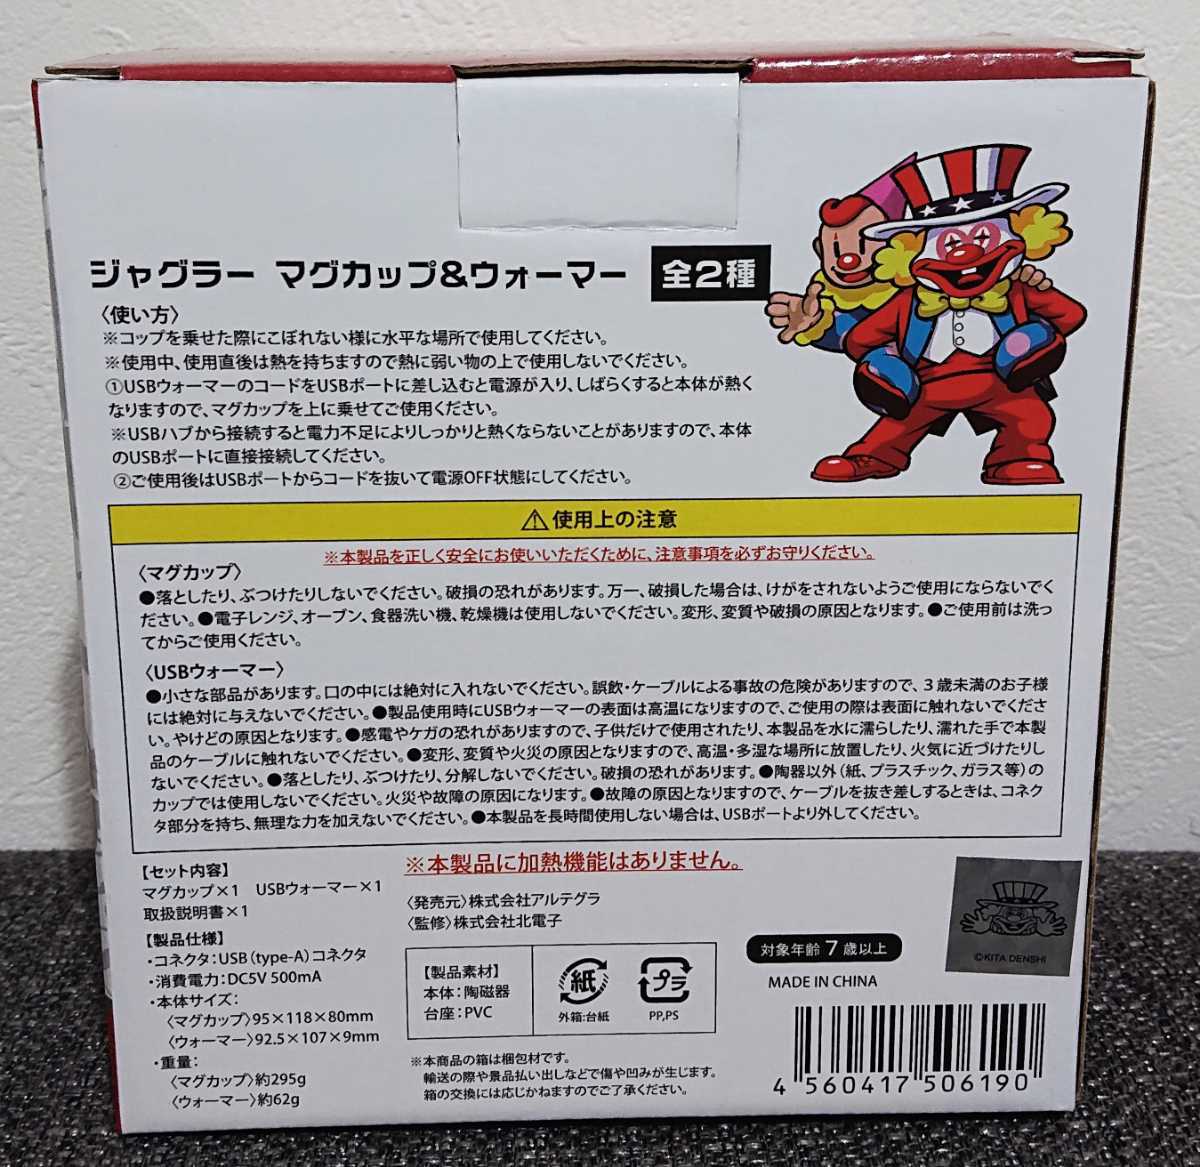 ジャグラー マグカップ&ウォーマー 全2種
〈使い方〉
※コップを乗せた際にこぼれない様に水平な場所で使用してください。
※使用中、使用直後は熱を持ちますので熱に弱い物の上で使用しないでください。
①USBウォーマーのコードをUSBポートに差し込むと電源が入り、しばらくすると本体が熱く
なりますので、マグカップを上に乗せてご使用ください。
※USBハブから接続すると電力不足によりしっかりと熱くならないことがありますので、本体
のUSBポートに直接接続してください。
②ご使用後はUSBポートからコードを抜いて電源OFF状態にしてください。
⚠使用上の注意
※本製品を正しく安全にお使いいただくために、注意事項を必ずお守りください。
〈マグカップ〉
●落としたり、ぶつけたりしないでください。破損の恐れがあります。万一、破損した場合は、けがをされないようご使用にならないでく
ださい。●電子レンジ、オーブン、食器洗い機、乾燥機は使用しないでください。変形、変質や破損の原因となります。●ご使用前は洗っ
てからご使用ください。
〈USBウォーマー〉
●小さな部品があります。口の中には絶対に入れないでください。誤飲・ケーブルによる事故の危険がありますので、3歳未満のお子様
には絶対に与えないでください。●製品使用時にUSBウォーマーの表面は高温になりますので、ご使用の際は表面に触れないでくださ
い。やけどの原因となります。●感電やケガの恐れがありますので、子供だけで使用されたり、本製品を水に濡らしたり、濡れた手で本製
品のケーブルに触れないでください。●変形、変質や火災の原因となりますので、高温・多湿な場所に放置したり、火気に近づけたりし
ないでください。●落としたり、ぶつけたり、分解しないでください。破損の恐れがあります。●陶器以外(紙、プラスチック、ガラス等)の
カップでは使用しないでください。火災や故障の原因になります。●故障の原因となりますので、ケーブルを抜き差しするときは、コネク
タ部分を持ち、無理な力を加えないでください。●本製品を長時間使用しない場合は、USBポートより外してください。
【セット内容】
マグカップ×1 USBウォーマー×1
取扱説明書×1
【製品仕様】
・コネクタ:USB(type-A)コネクタ
・消費電力:DC5V 500mA
・本体サイズ:
〈マグカップ〉95×118×80mm
〈ウォーマー〉92.5×107×9mm
・重量:
〈マグカップ〉約295g
〈ウォーマー〉約62g
※本製品に加熱機能はありません。
〈発売元〉株式会社アルテグラ
〈監修〉株式会社北電子
【製品素材】
本体:陶磁器
台座:PVC
紙
外箱:台紙
プラ
PP,PS
※本商品の箱は梱包材です。
輸送の際や景品払い出しなどで傷や凹みが生じます。
箱の交換には応じかねますのでご了承ください。
対象年齢 7歳以上
MADE IN CHINA
©KITA DENSHI
4 560417 506190